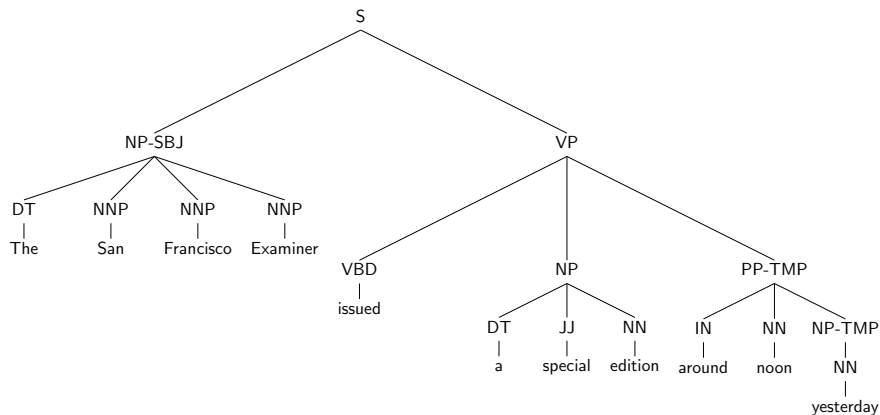 S
NP-SBJ VP
DT NNP NNP NNP
The San Francisco Examiner
VBD NP PP-TMP
issued
DT JJ NN IN NN NP-TMP
a special edition around noon NN
yesterday